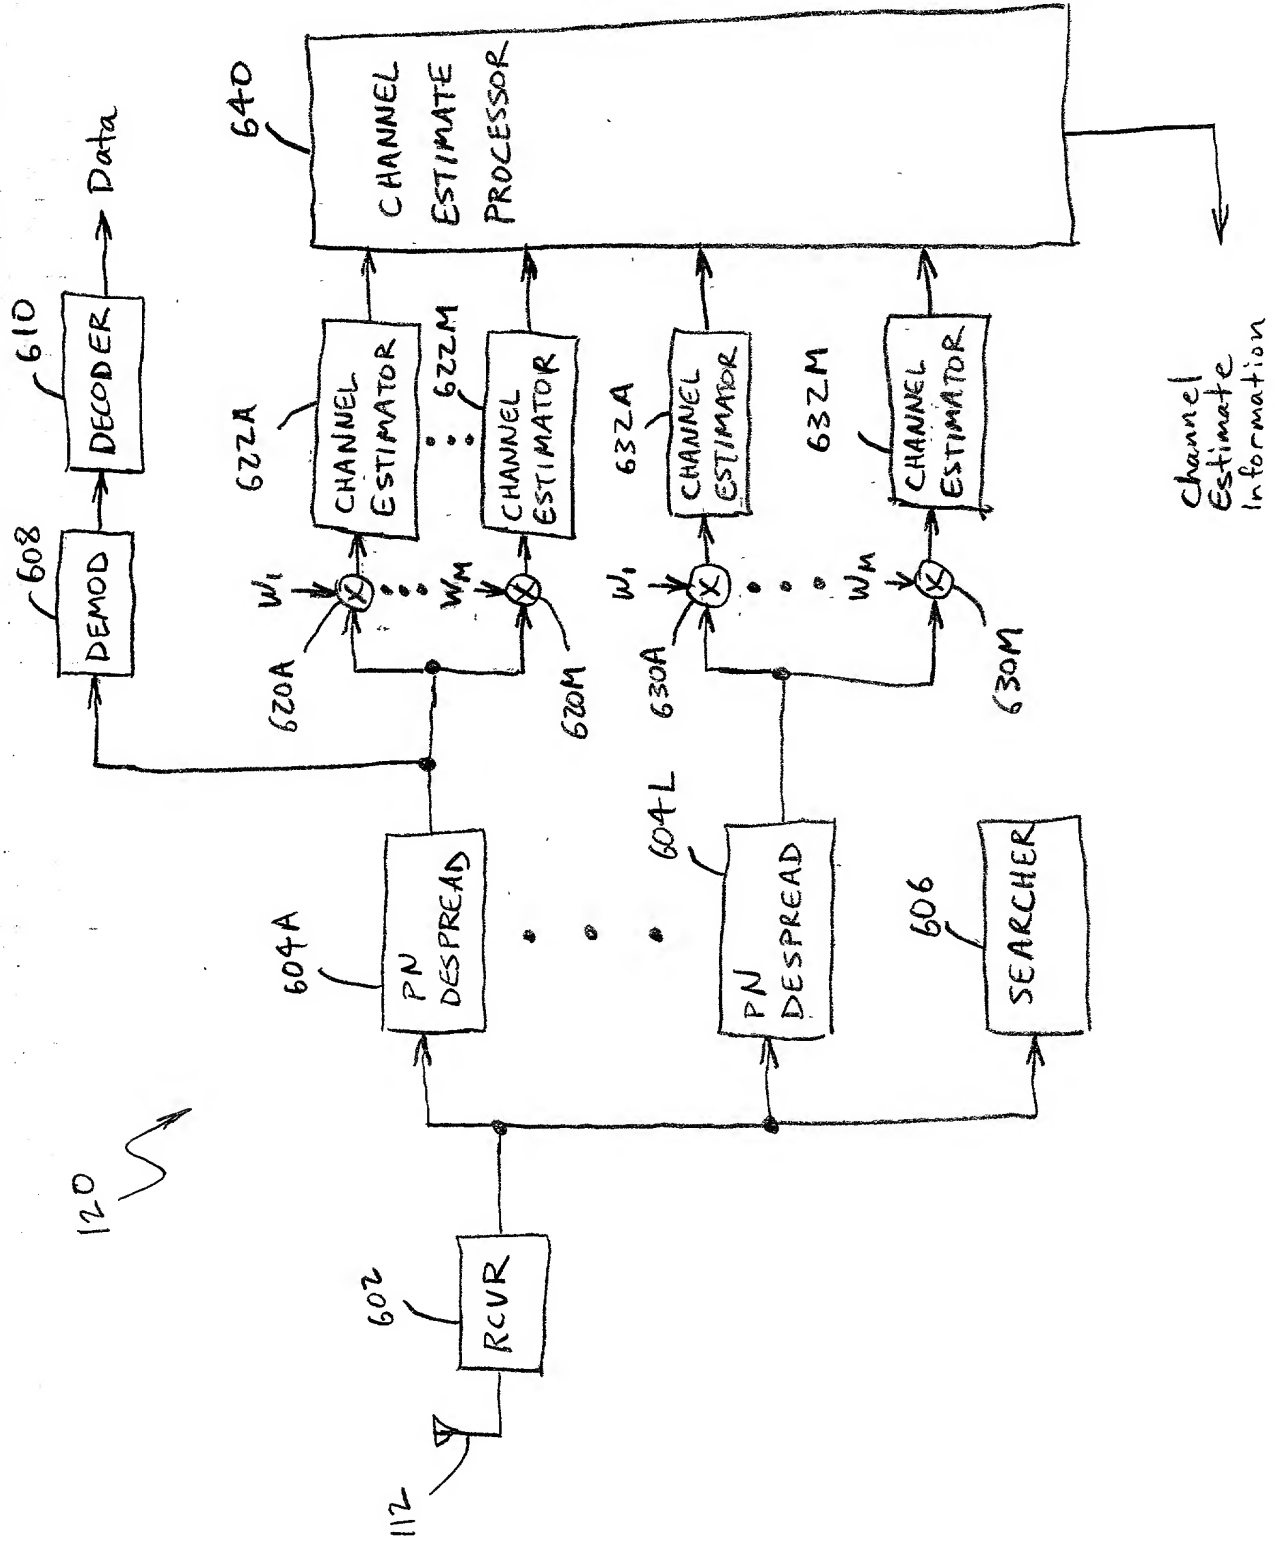 120
112
602
RCVR
604A
PN
DESPREAD
604L
PN
DESPREAD
606
SEARCHER
608
DEMOD
610
DECODER
Data
620A
W1
622A
CHANNEL
ESTIMATOR
620M
WM
622M
CHANNEL
ESTIMATOR
630A
W1
632A
CHANNEL
ESTIMATOR
630M
WM
632M
CHANNEL
ESTIMATOR
640
CHANNEL
ESTIMATE
PROCESSOR
Channel
Estimate
Information